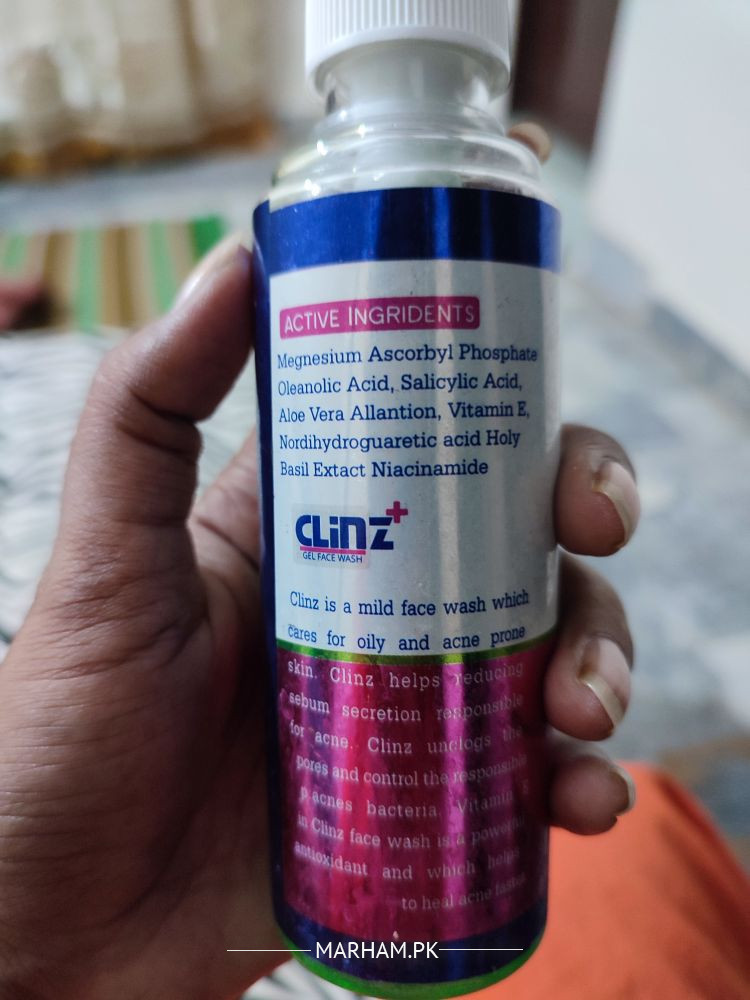 ACTIVE INGRIDENTS
Megnesium Ascorbyl Phosphate
Oleanolic Acid, Salicylic Acid,
Aloe Vera Allantion, Vitamin E,
Nordihydroguaretic acid Holy
Basil Extact Niacinamide
CLinZ+
GEL FACE WASH
Clinz is a mild face wash which
cares for oily and acne prone
skin. Clinz helps reducing
sebum secretion responsible
for acne. Clinz unclogs the
pores and control the responsible
p.acnes bacteria. Vitamin E
in Clinz face wash is a powerful
antioxidant and which helps
to heal acne faster
MARHAM.PK